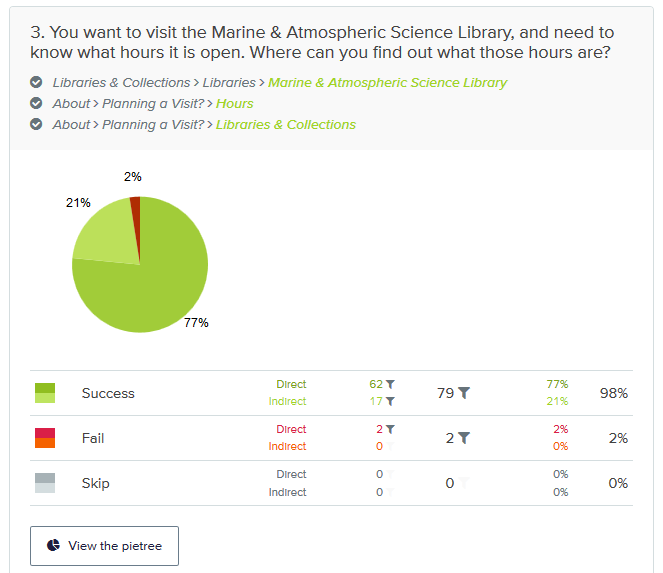 3. You want to visit the Marine & Atmospheric Science Library, and need to
know what hours it is open. Where can you find out what those hours are?
Libraries & Collections > Libraries > Marine & Atmospheric Science Library
About > Planning a Visit? > Hours
About > Planning a Visit? > Libraries & Collections
2%
21%
77%
Success Direct 62 79 77% 98%
Indirect 17 21%
Fail Direct 2 2 2% 2%
Indirect 0 0%
Skip Direct 0 0 0% 0%
Indirect 0 0%
View the pietree